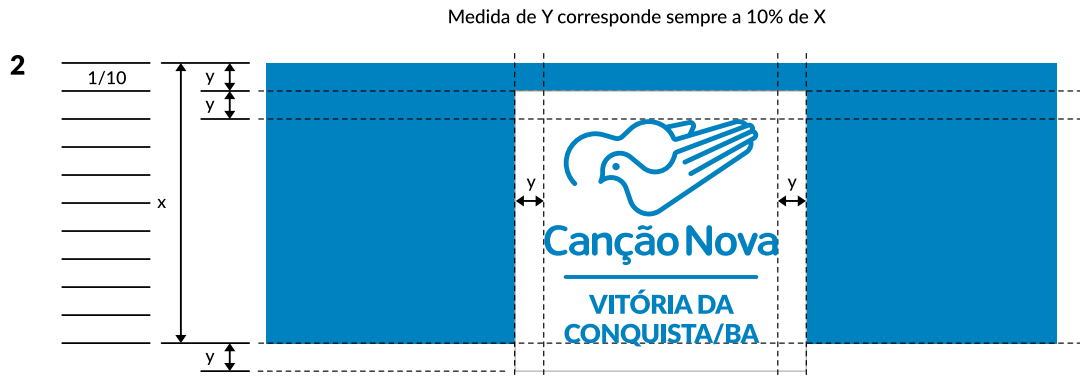 Medida de Y corresponde sempre a 10% de X
2
1/10
y
y
x
y
y
y
Canção Nova
VITÓRIA DA
CONQUISTA/BA